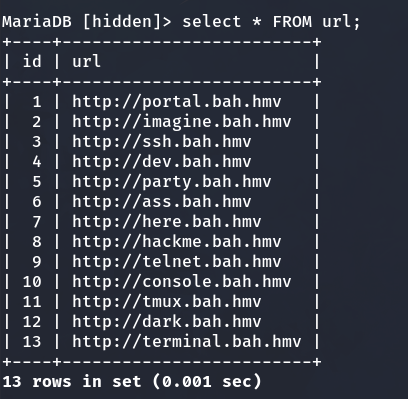 MariaDB [hidden]> select * FROM url;
+----+-------------------------+
| id | url                     |
+----+-------------------------+
|  1 | http://portal.bah.hmv   |
|  2 | http://imagine.bah.hmv  |
|  3 | http://ssh.bah.hmv      |
|  4 | http://dev.bah.hmv      |
|  5 | http://party.bah.hmv    |
|  6 | http://ass.bah.hmv      |
|  7 | http://here.bah.hmv     |
|  8 | http://hackme.bah.hmv   |
|  9 | http://telnet.bah.hmv   |
| 10 | http://console.bah.hmv  |
| 11 | http://tmux.bah.hmv     |
| 12 | http://dark.bah.hmv     |
| 13 | http://terminal.bah.hmv |
+----+-------------------------+
13 rows in set (0.001 sec)